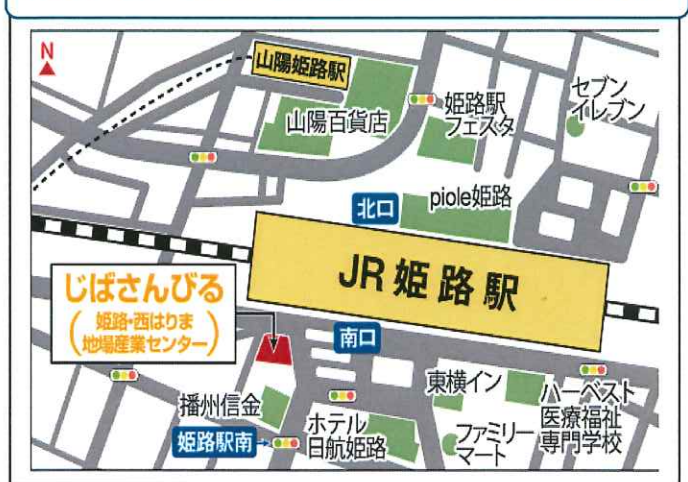 N
山陽姫路駅
山陽百貨店
姫路駅
フェスタ
セブン
イレブン
北口
piole姫路
JR姫路駅
じばさんびる
(姫路・西はりま
地場産業センター)
南口
播州信金
姫路駅南
ホテル
日航姫路
東横イン
ファミリー
マート
ハーベスト
医療福祉
専門学校